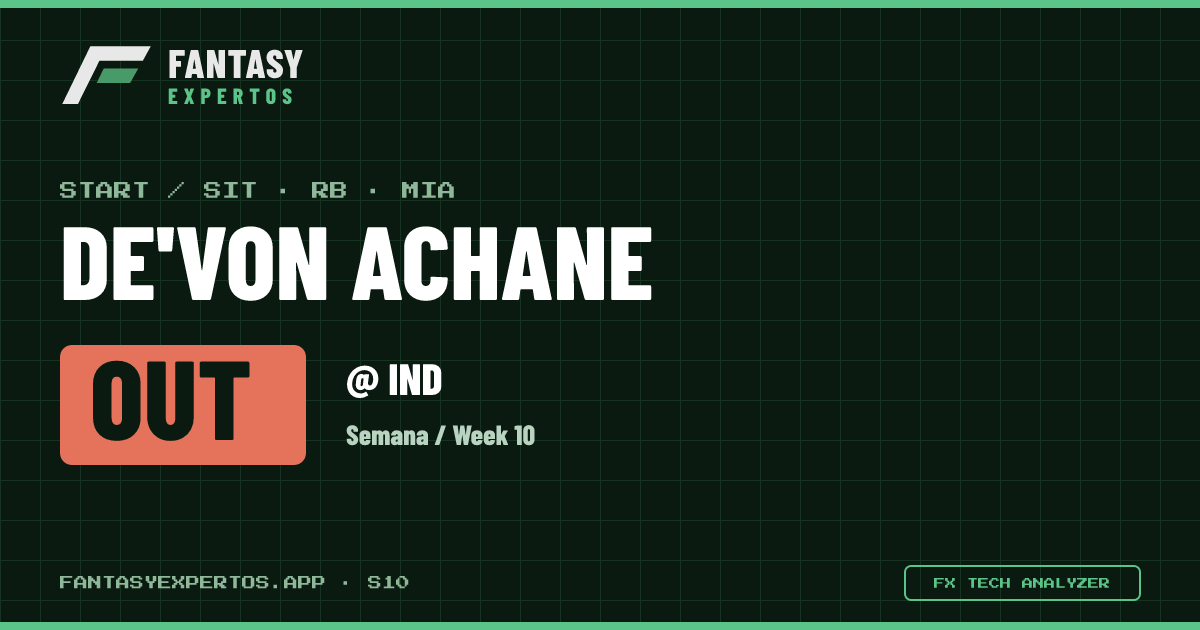 FANTASY
EXPERTOS
START / SIT · RB · MIA
DE'VON ACHANE
OUT
@ IND
Semana / Week 10
FANTASYEXPERTOS.APP · S10
FX TECH ANALYZER